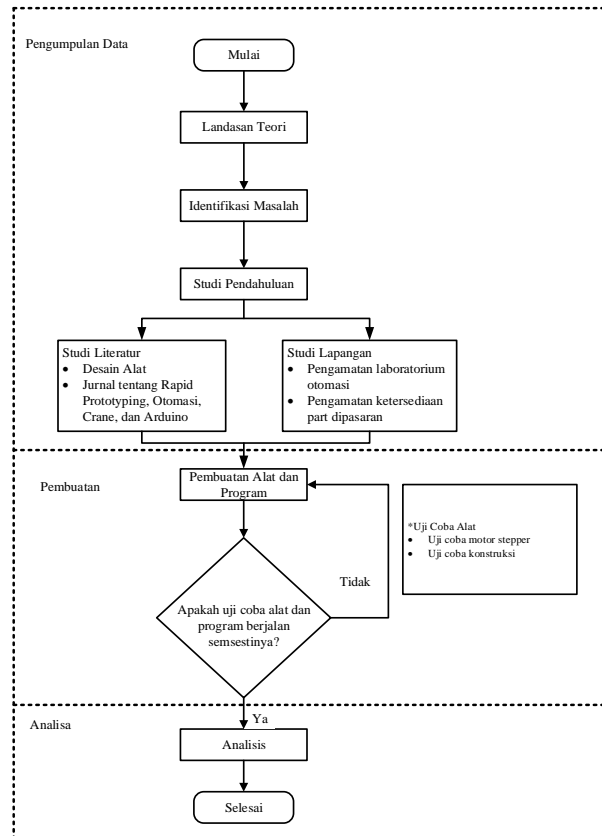 Pengumpulan Data
Mulai
Landasan Teori
Identifikasi Masalah
Studi Pendahuluan
Studi Literatur
• Desain Alat
• Jurnal tentang Rapid
Prototyping, Otomasi,
Crane, dan Arduino
Studi Lapangan
• Pengamatan laboratorium
otomasi
• Pengamatan ketersediaan
part dipasaran
Pembuatan
Pembuatan Alat dan
Program
*Uji Coba Alat
• Uji coba motor stepper
• Uji coba konstruksi
Tidak
Apakah uji coba alat dan
program berjalan
semsestinya?
Ya
Analisa
Analisis
Selesai